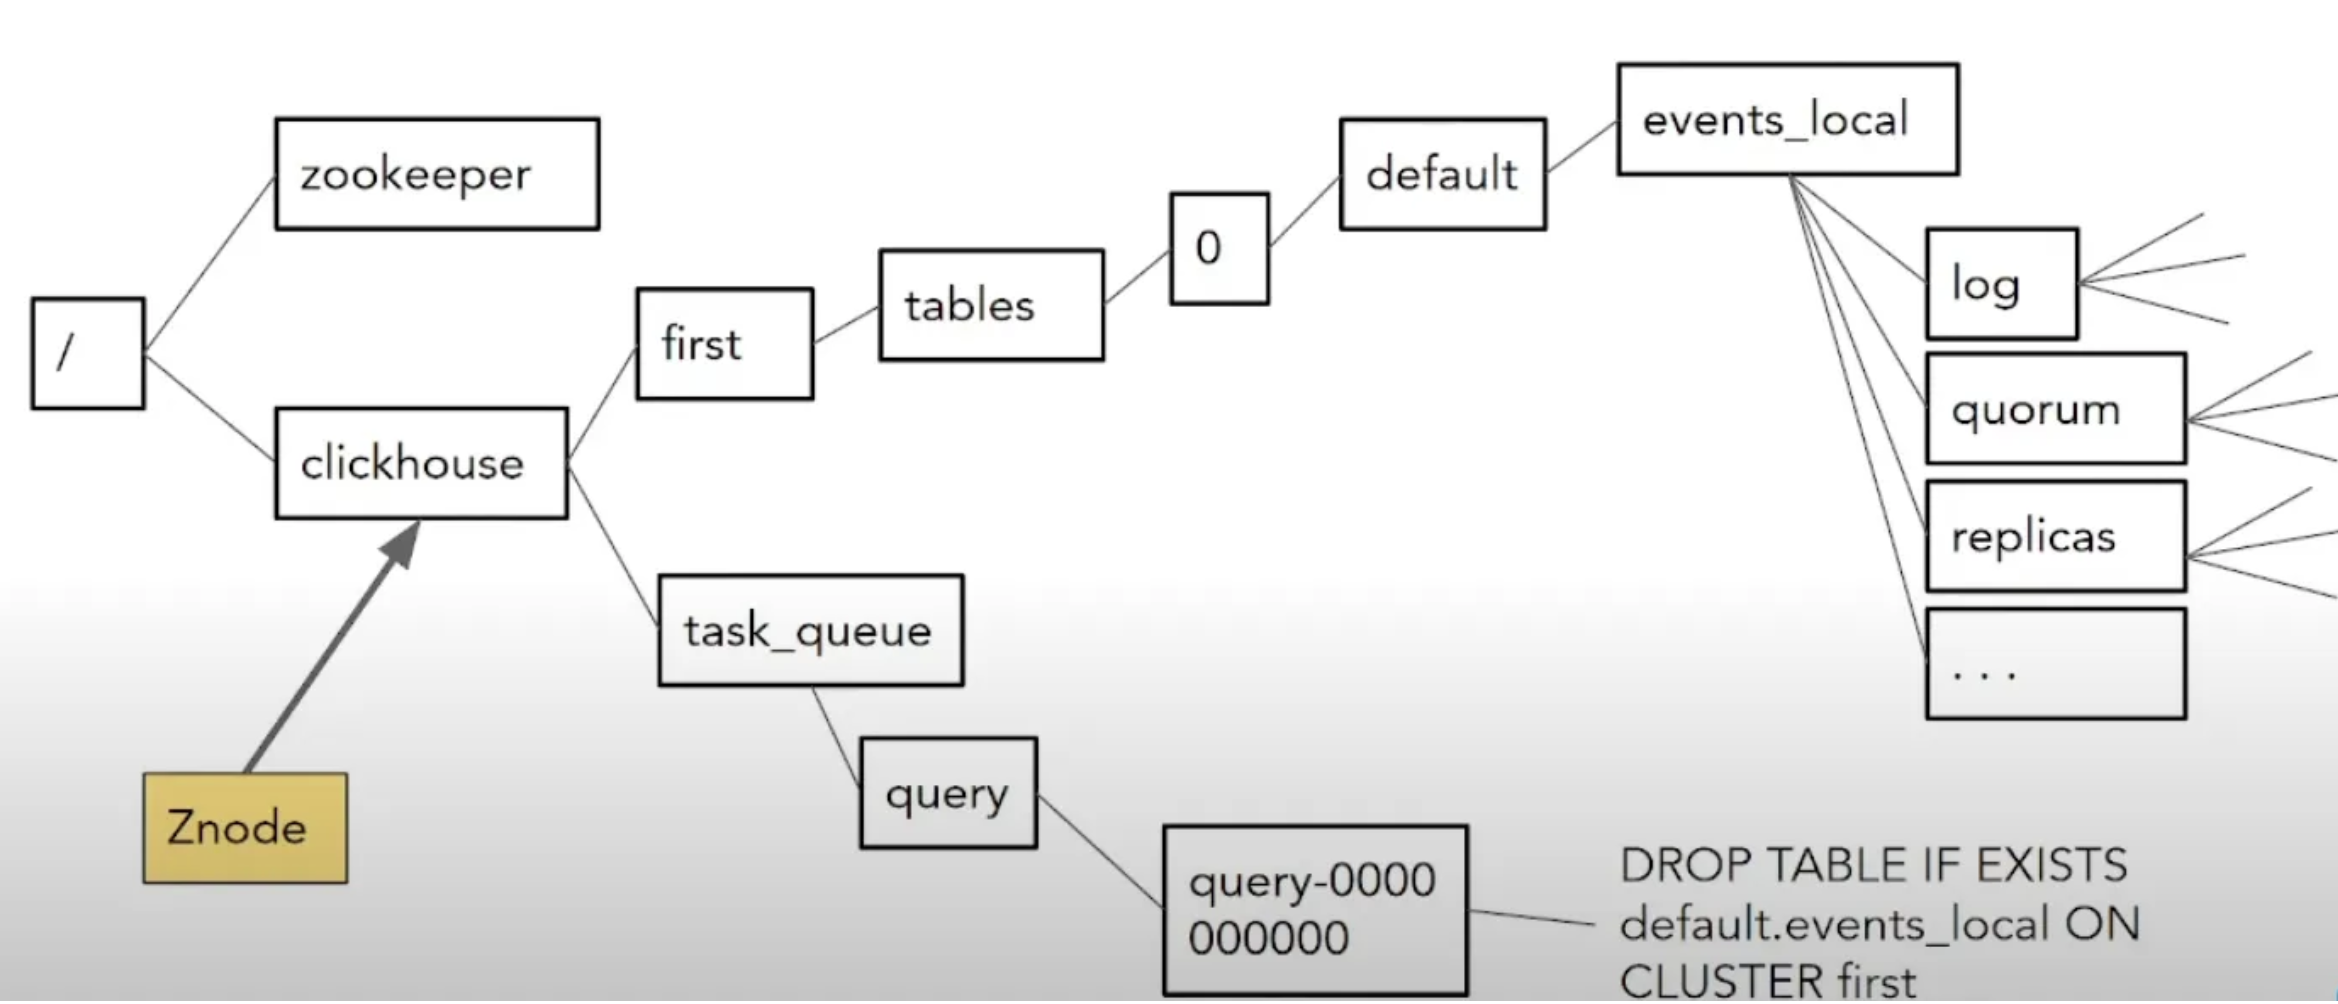 /
zookeeper
clickhouse
Znode
first
tables
0
default
events_local
log
quorum
replicas
. . .
task_queue
query
query-0000
000000
DROP TABLE IF EXISTS
default.events_local ON
CLUSTER first